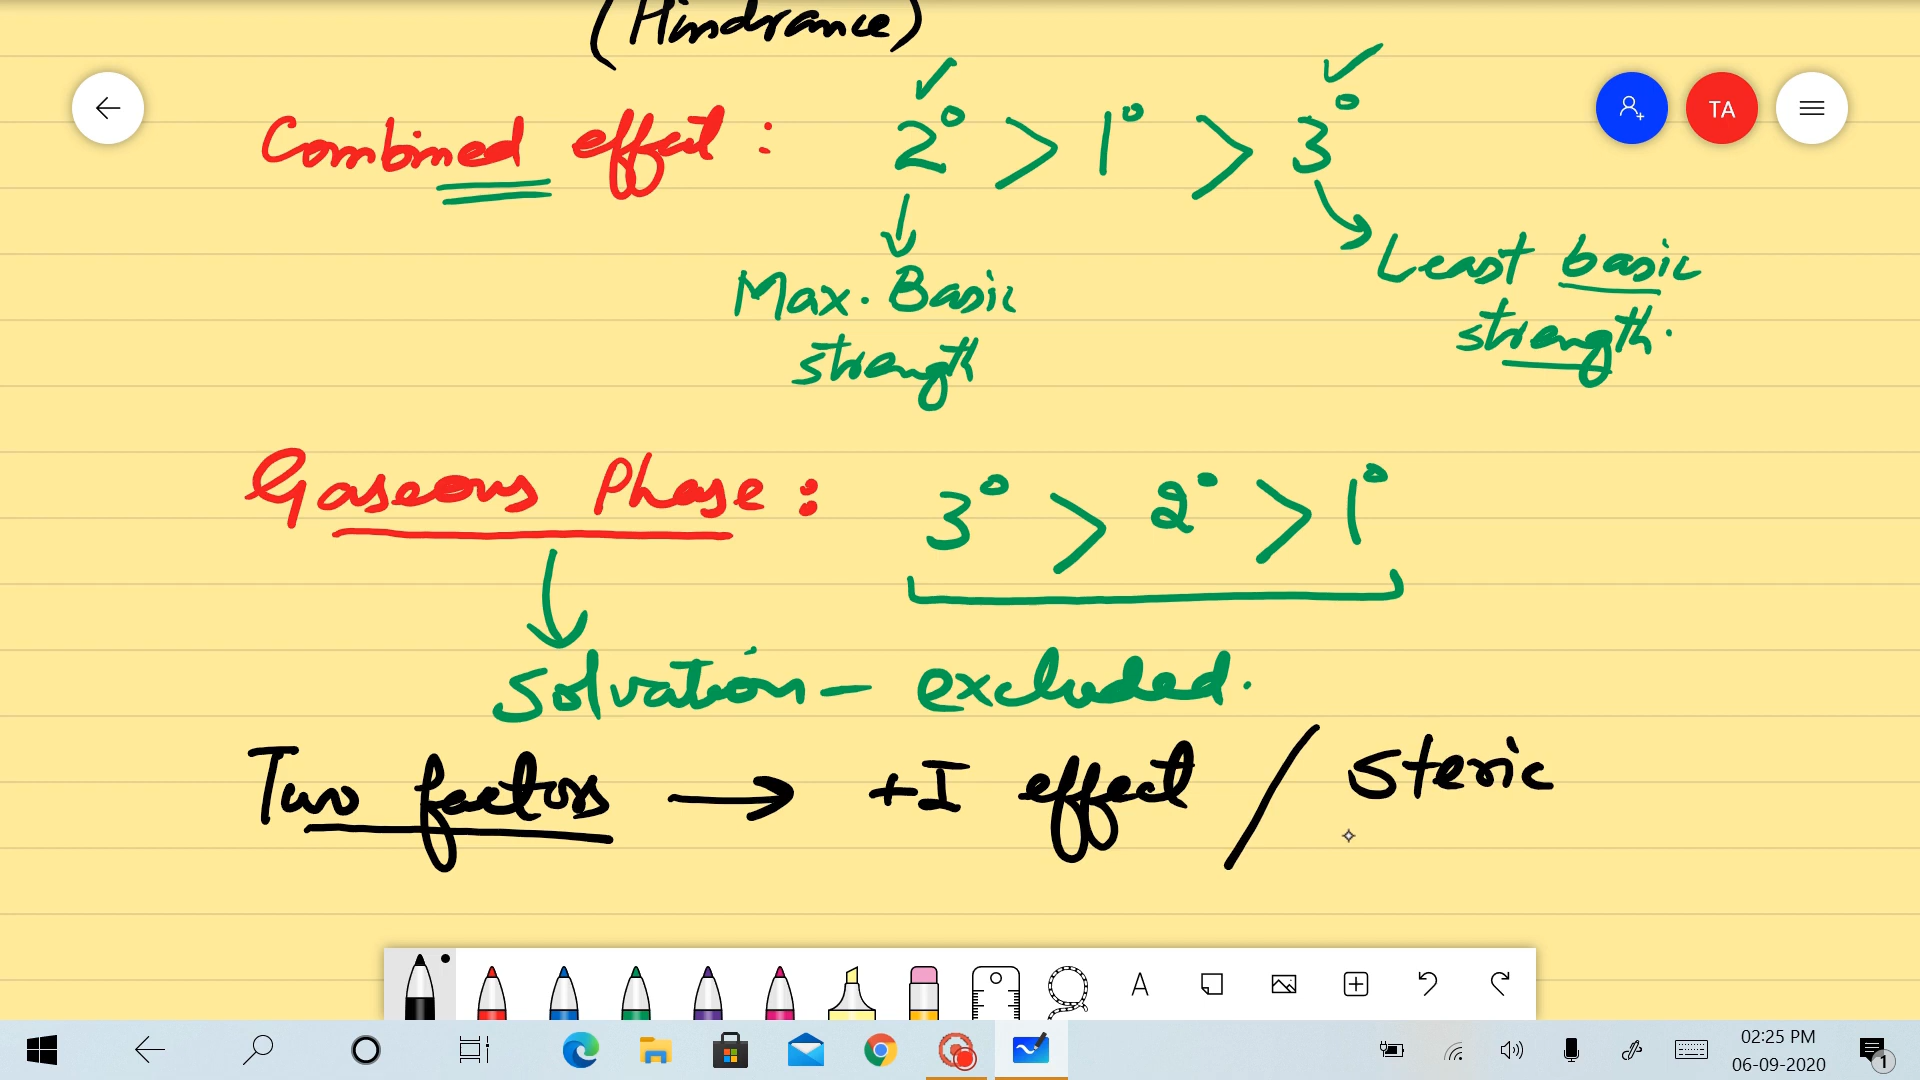 (Hindrance)
Combined effect : 2° > 1° > 3°
Max. Basic strength
Least basic strength.
Gaseous Phase : 3° > 2° > 1°
Solvation - excluded.
Two factors → +I effect / Steric
TA
A
02:25 PM
06-09-2020
1